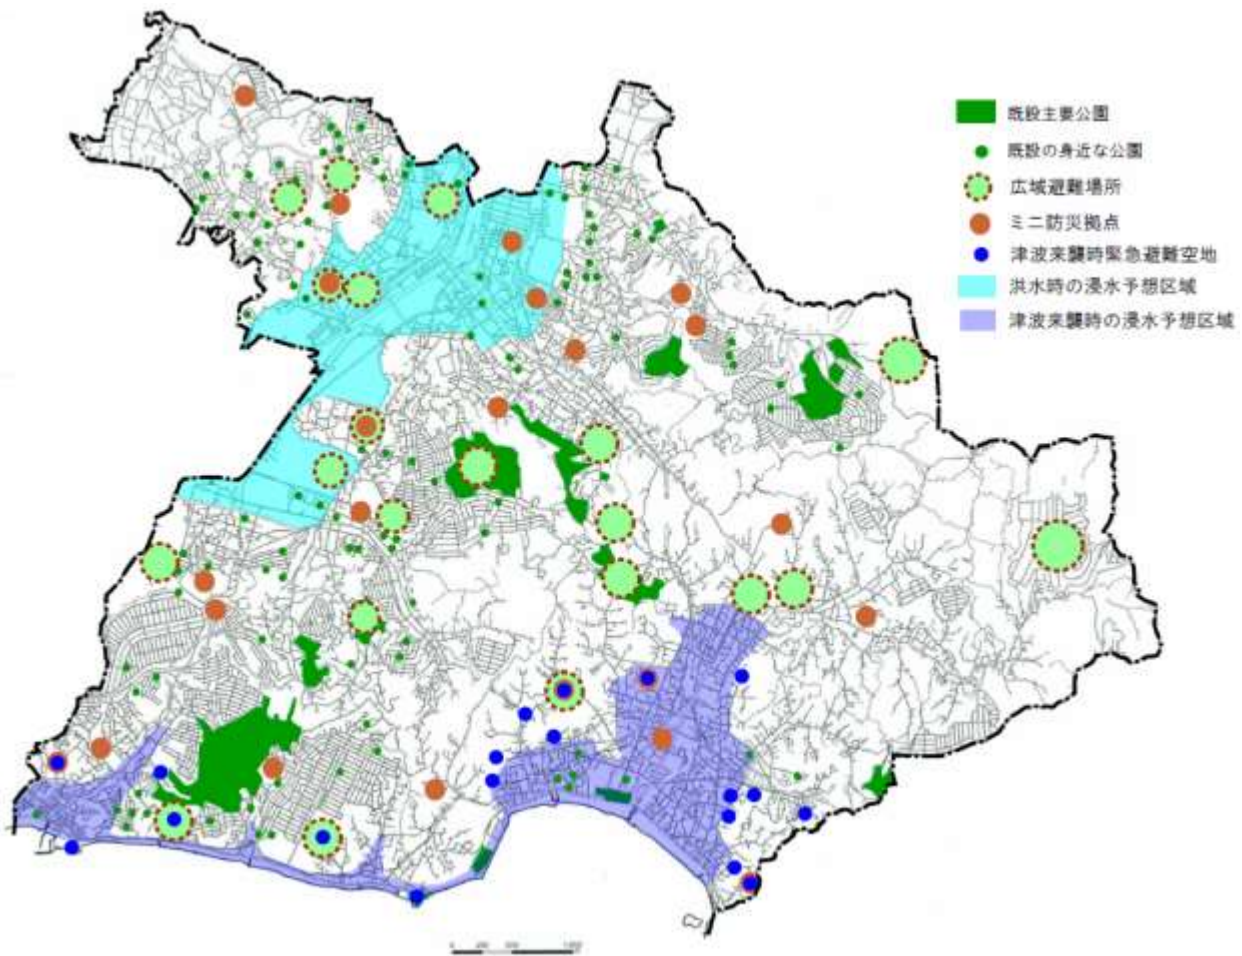 既設主要公園
既設の身近な公園
広域避難場所
ミニ防災拠点
津波来襲時緊急避難空地
洪水時の浸水予想区域
津波来襲時の浸水予想区域